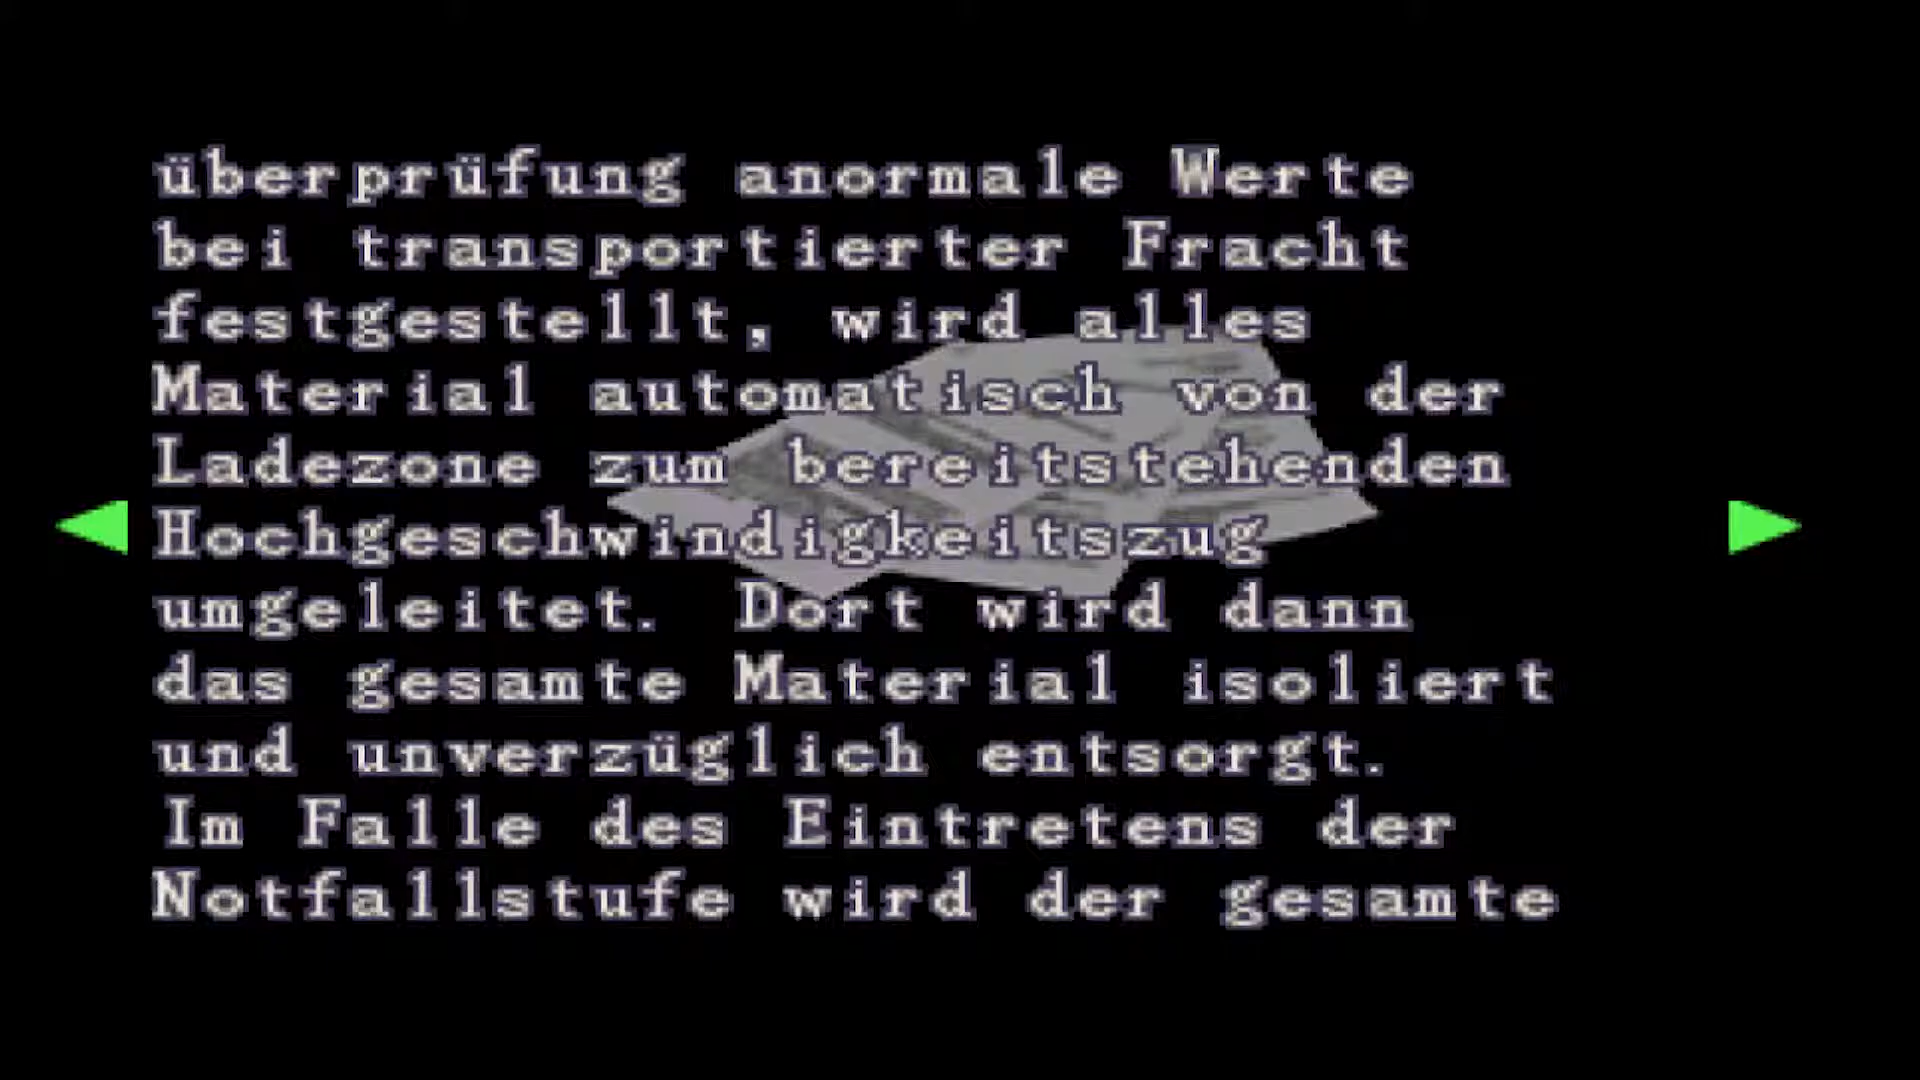 überprüfung anormale Werte
bei transportierter Fracht
festgestellt, wird alles
Material automatisch von der
Ladezone zum bereitstehenden
Hochgeschwindigkeitszug
umgeleitet. Dort wird dann
das gesamte Material isoliert
und unverzüglich entsorgt.
Im Falle des Eintretens der
Notfallstufe wird der gesamte